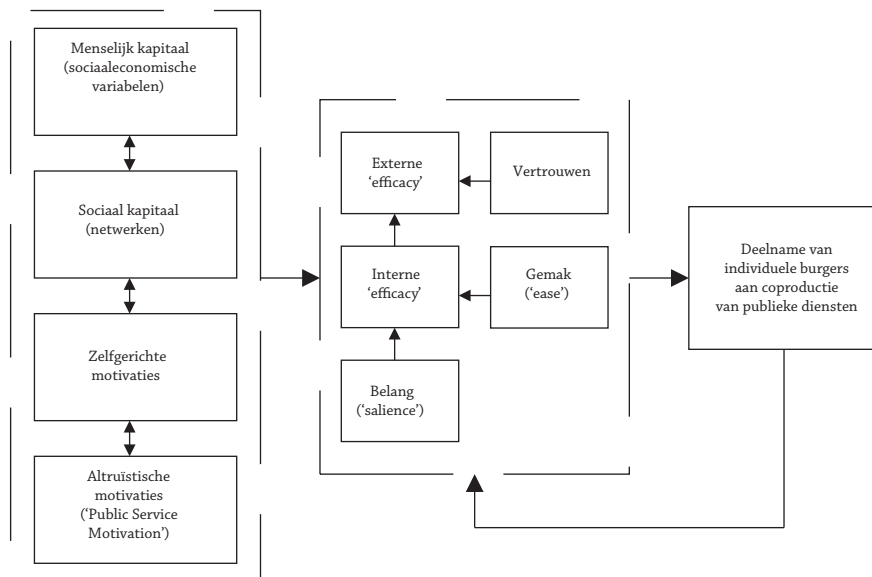 Menselijk kapitaal
(sociaaleconomische
variabelen)
Sociaal kapitaal
(netwerken)
Zelfgerichte
motivaties
Altruïstische
motivaties
(‘Public Service
Motivation’)
Externe
‘efficacy’
Vertrouwen
Interne
‘efficacy’
Gemak
(‘ease’)
Belang
(‘salience’)
Deelname van
individuele burgers
aan coproductie
van publieke diensten